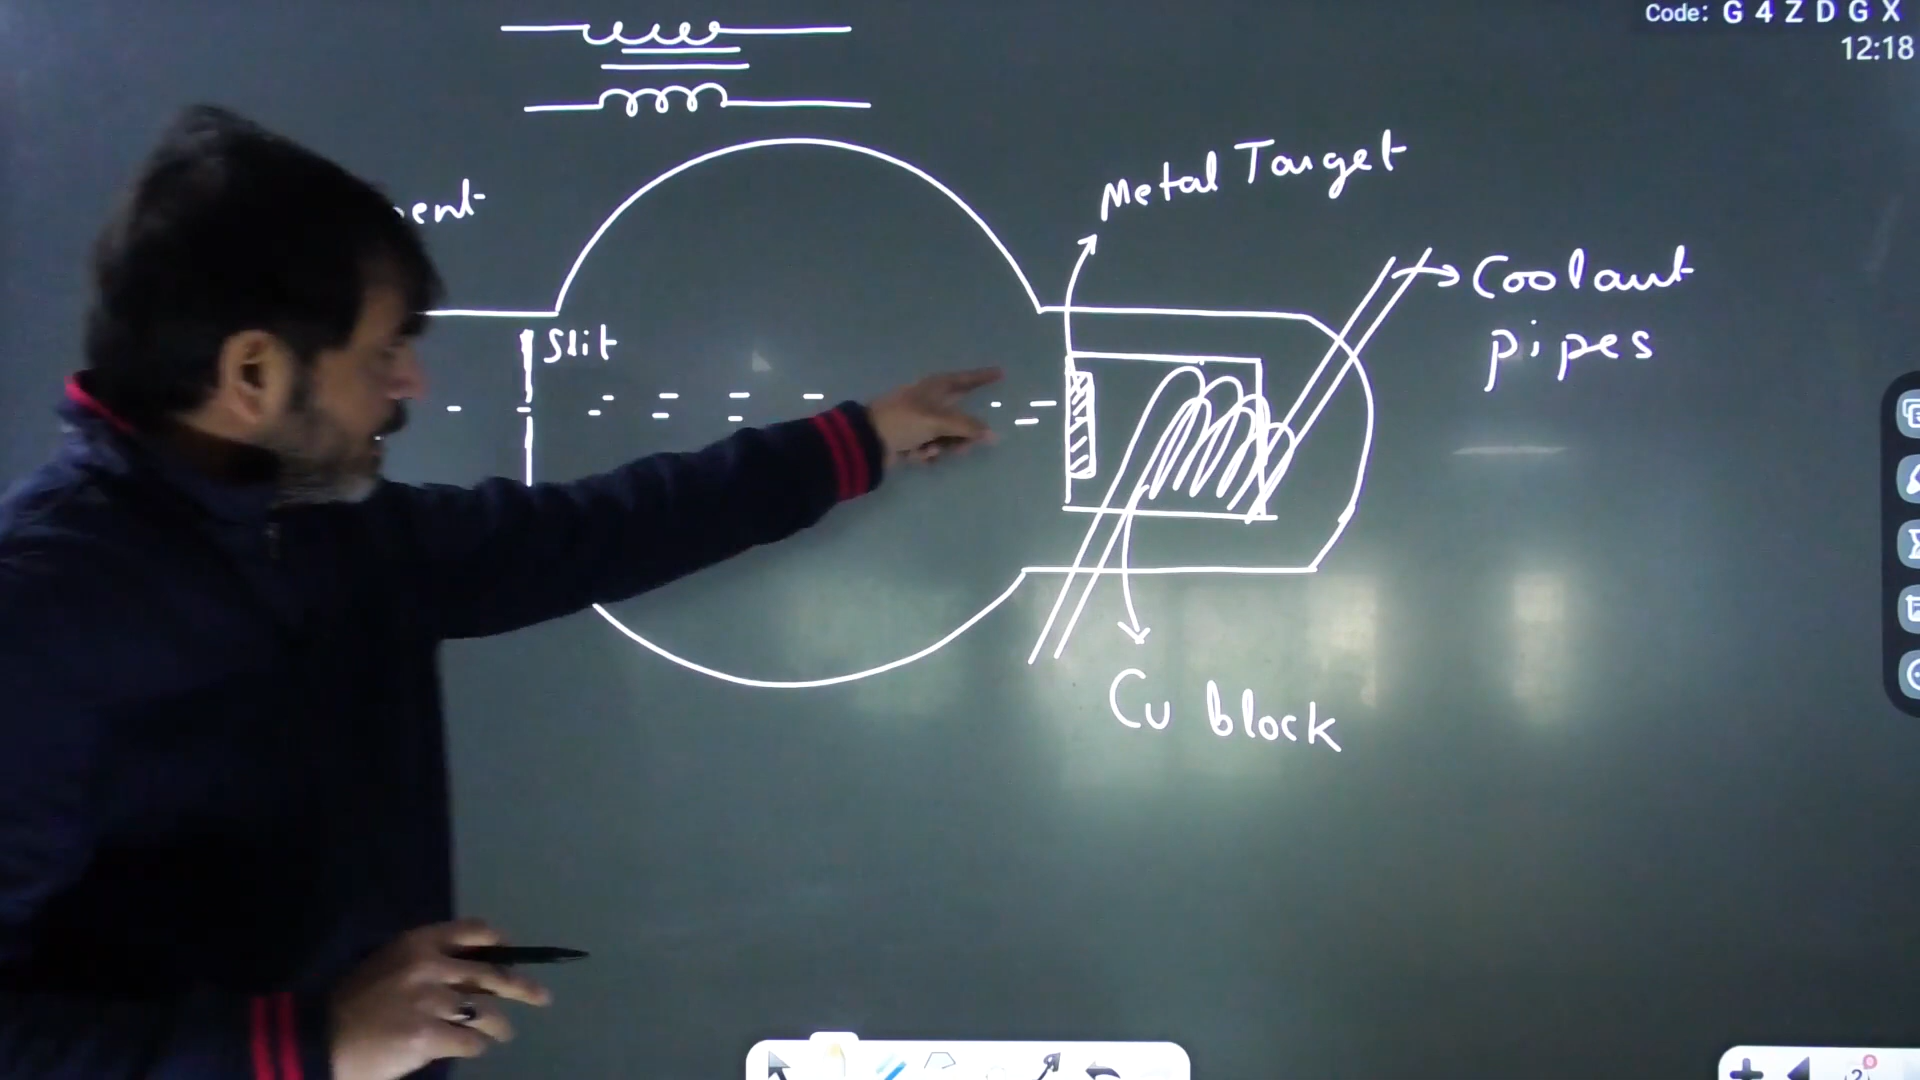 Code: G 4 Z D G X
12:18
Metal Target
Coolant
pipes
Slit
Cu block